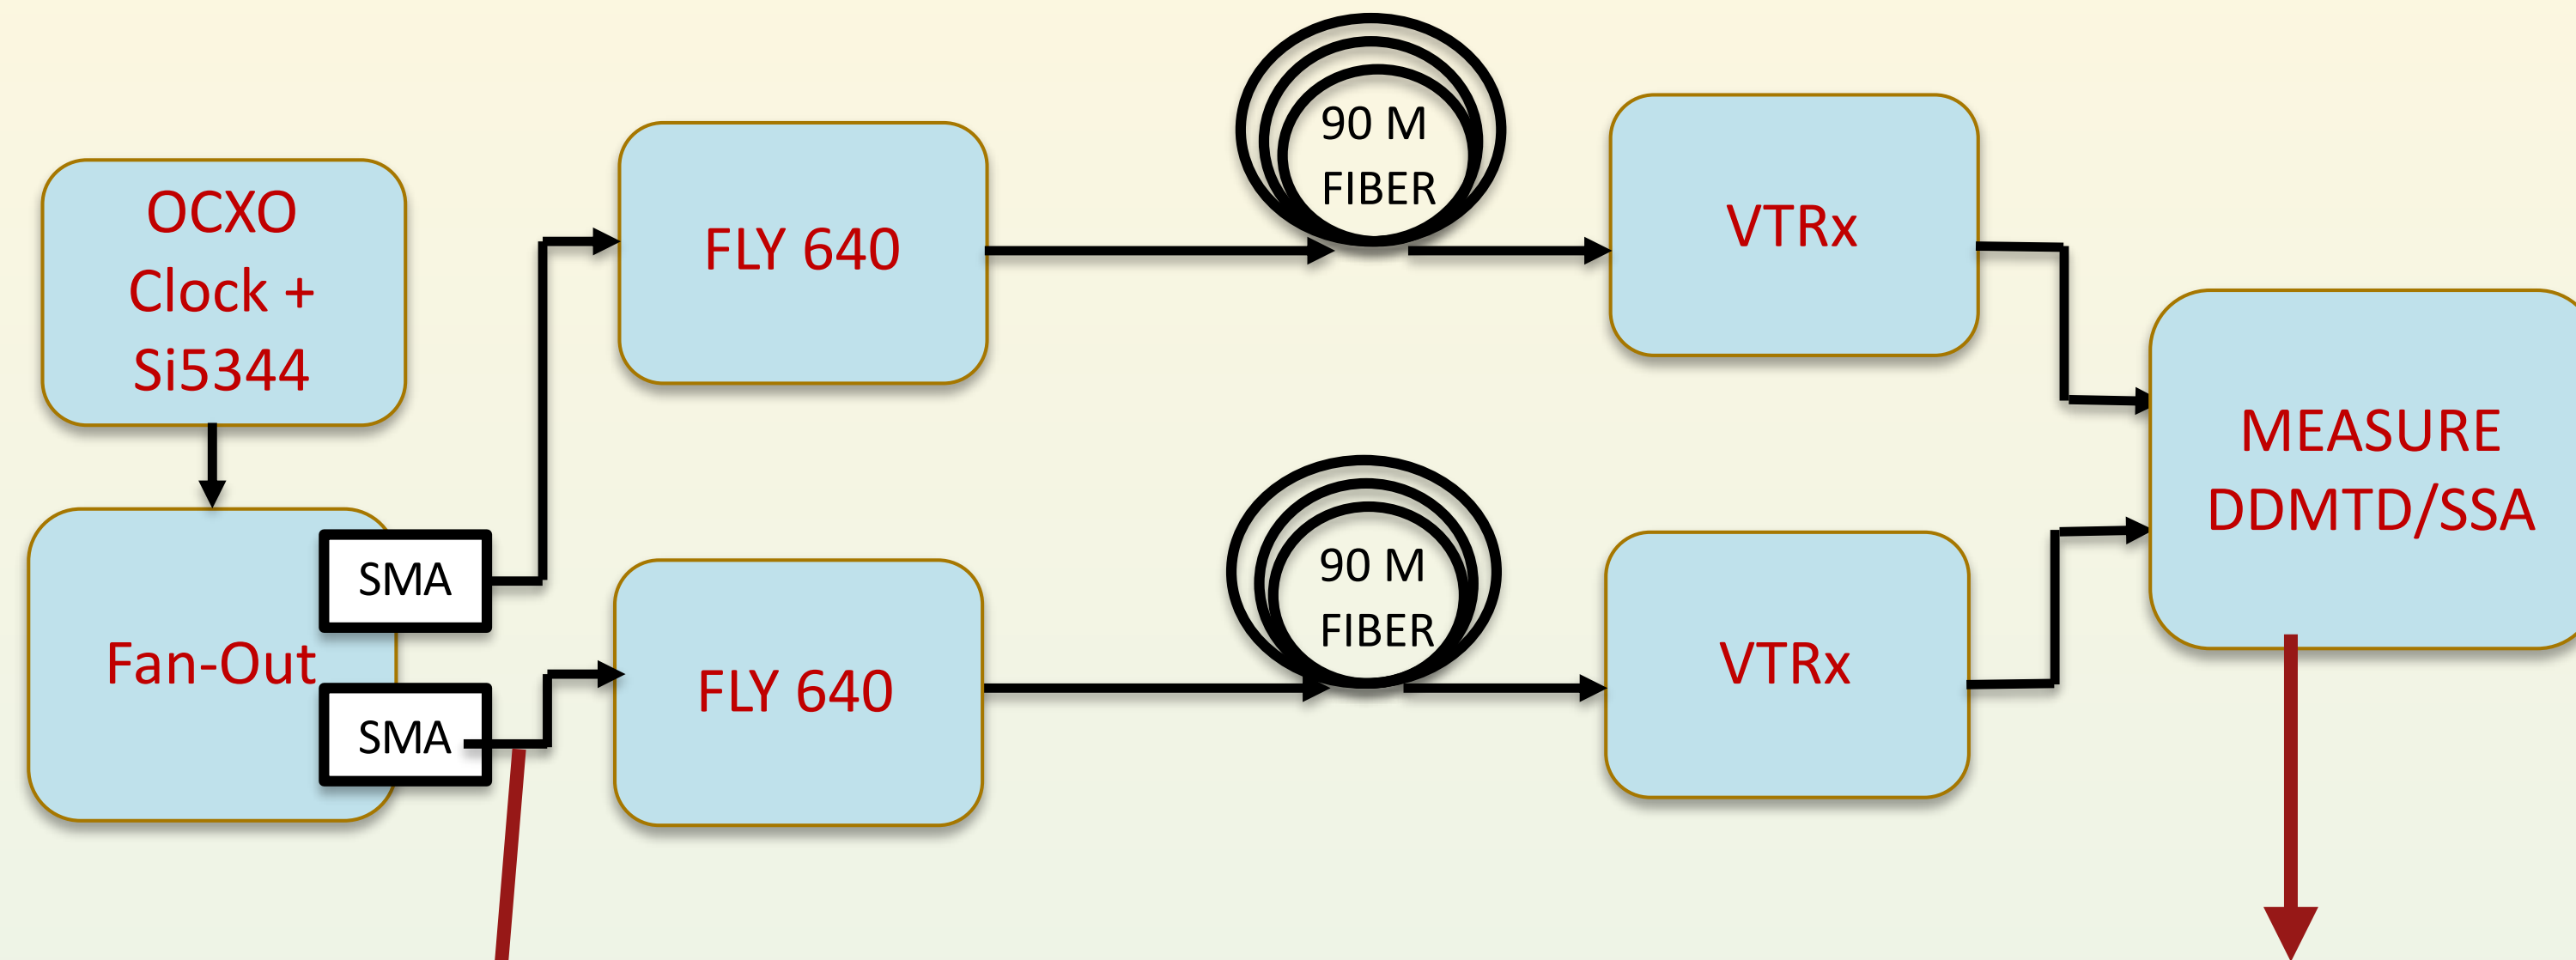 OCXO
Clock +
Si5344
Fan-Out
SMA
SMA
FLY 640
90 M
FIBER
VTRx
FLY 640
90 M
FIBER
VTRx
MEASURE
DDMTD/SSA